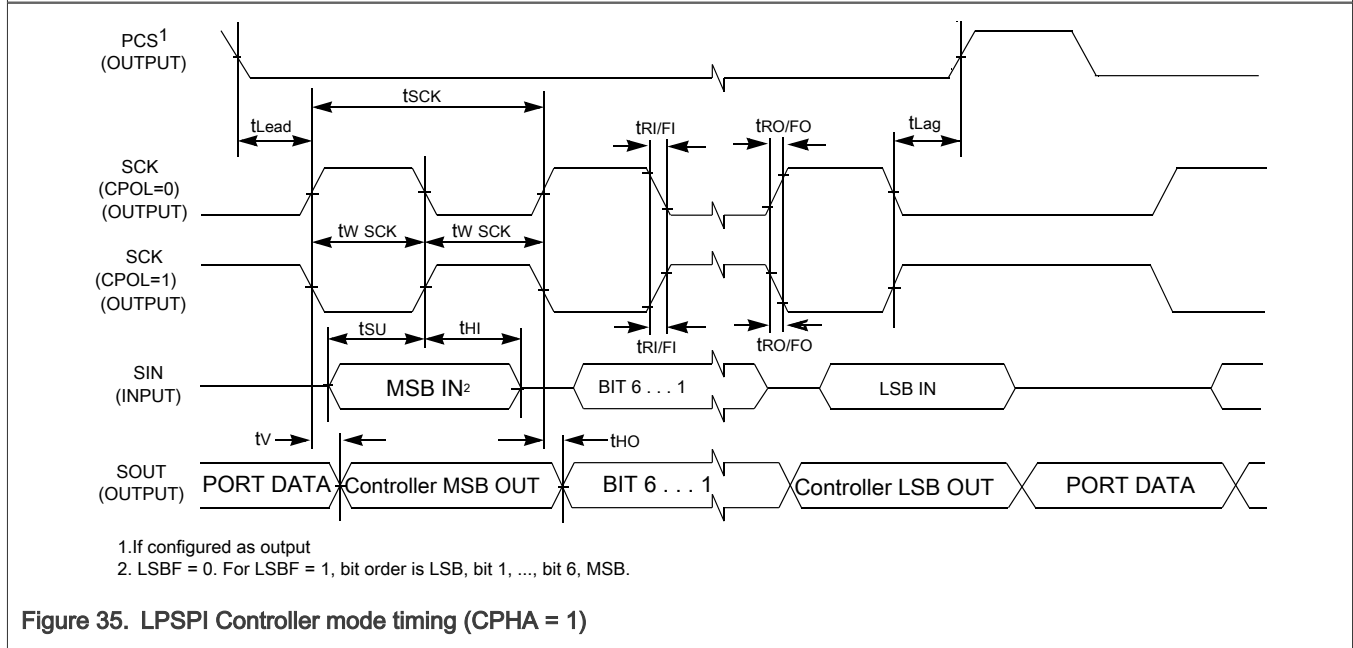 PCS1
(OUTPUT)
tSCK
tLead
tRI/FI
tRO/FO
tLag
SCK
(CPOL=0)
(OUTPUT)
tW SCK
tW SCK
SCK
(CPOL=1)
(OUTPUT)
tSU
tHI
tRI/FI
tRO/FO
SIN
(INPUT)
MSB IN2
BIT 6 . . . 1
LSB IN
tV
tHO
SOUT
(OUTPUT)
PORT DATA
Controller MSB OUT
BIT 6 . . . 1
Controller LSB OUT
PORT DATA
1.If configured as output
2. LSBF = 0. For LSBF = 1, bit order is LSB, bit 1, ..., bit 6, MSB.
Figure 35. LPSPI Controller mode timing (CPHA = 1)